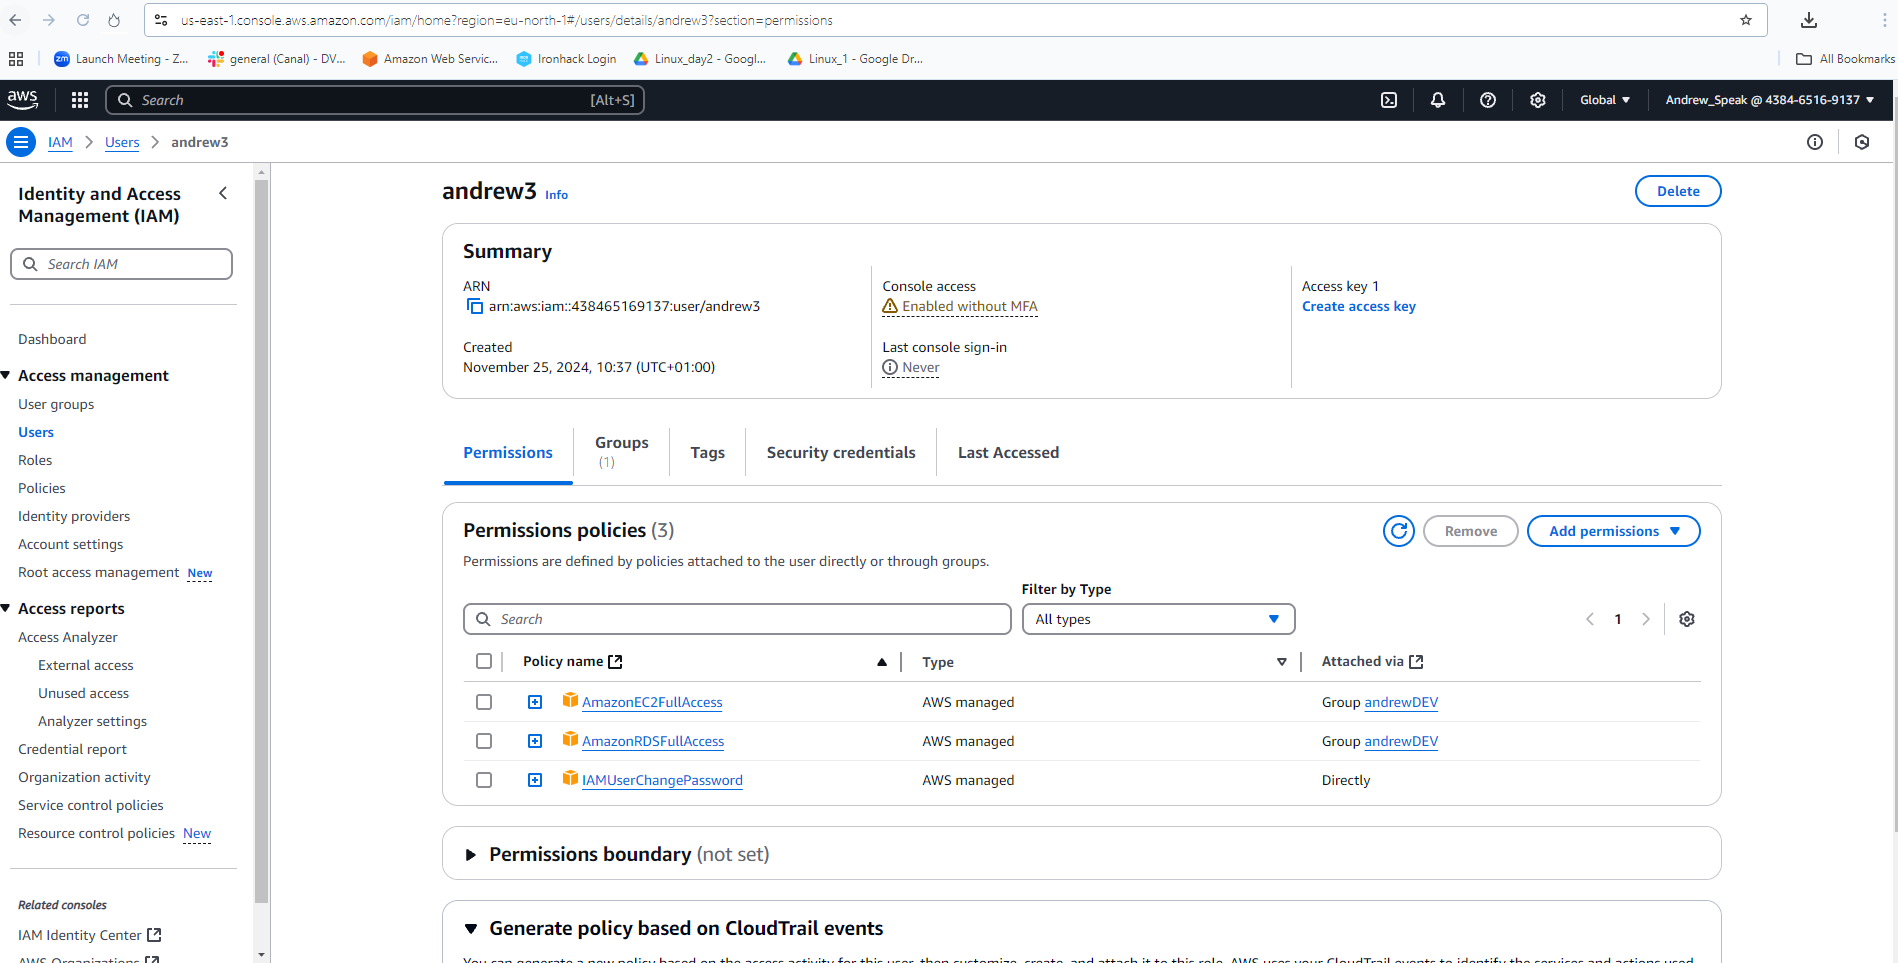 us-east-1.console.aws.amazon.com/iam/home?region=eu-north-1#/users/details/andrew3?section=permissions
Launch Meeting - Z...
general (Canal) - DV...
Amazon Web Servic...
Ironhack Login
Linux_day2 - Googl...
Linux_1 - Google Dr...
All Bookmarks
aws
Search
[Alt+S]
Global
Andrew_Speak @ 4384-6516-9137
IAM
Users
andrew3
Identity and Access
Management (IAM)
Search IAM
Dashboard
Access management
User groups
Users
Roles
Policies
Identity providers
Account settings
Root access management New
Access reports
Access Analyzer
External access
Unused access
Analyzer settings
Credential report
Organization activity
Service control policies
Resource control policies New
Related consoles
IAM Identity Center
AWS Organizations
andrew3 Info
Delete
Summary
ARN
arn:aws:iam::438465169137:user/andrew3
Created
November 25, 2024, 10:37 (UTC+01:00)
Console access
Enabled without MFA
Last console sign-in
Never
Access key 1
Create access key
Permissions
Groups
(1)
Tags
Security credentials
Last Accessed
Permissions policies (3)
Remove
Add permissions
Permissions are defined by policies attached to the user directly or through groups.
Filter by Type
Search
All types
1
Policy name
Type
Attached via
AmazonEC2FullAccess
AWS managed
Group andrewDEV
AmazonRDSFullAccess
AWS managed
Group andrewDEV
IAMUserChangePassword
AWS managed
Directly
Permissions boundary (not set)
Generate policy based on CloudTrail events
You can generate a new policy based on the access activity for this user, then customize, create, and attach it to this role. AWS uses your CloudTrail events to identify the services and actions used